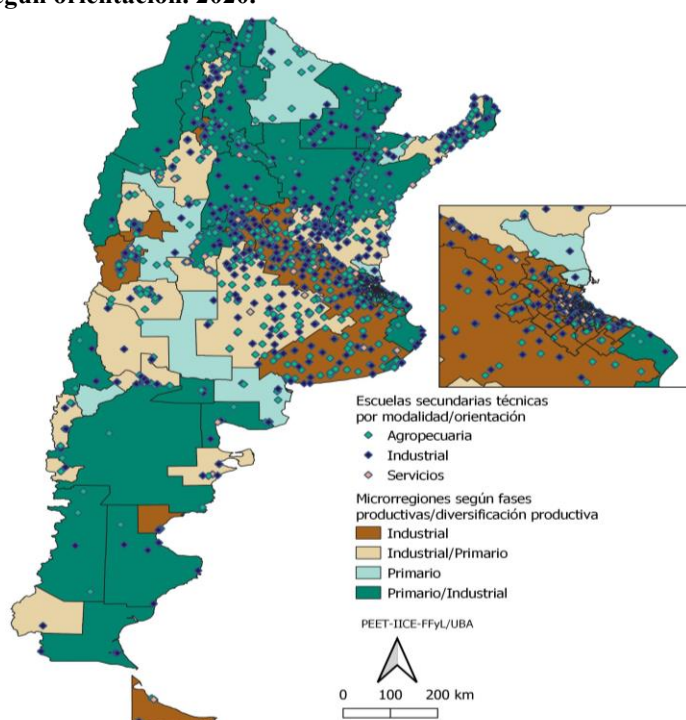 egún orientación. 2020.
Escuelas secundarias técnicas
por modalidad/orientación
Agropecuaria
Industrial
Servicios
Microrregiones según fases
productivas/diversificación productiva
Industrial
Industrial/Primario
Primario
Primario/Industrial
PEET-IICE-FFyL/UBA
0 100 200 km